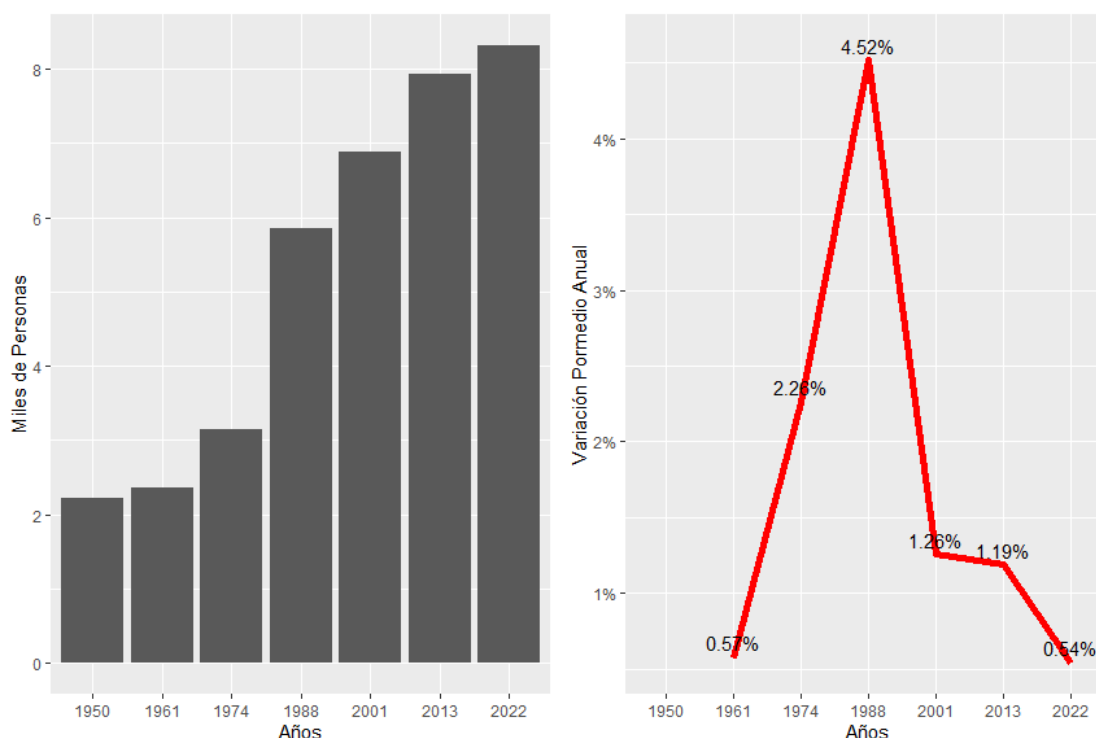 Miles de Personas
8
6
4
2
0
1950 1961 1974 1988 2001 2013 2022
Años
Variación Pormedio Anual
4%
3%
2%
1%
4.52%
2.26%
1.26%
1.19%
0.57%
0.54%
1950 1961 1974 1988 2001 2013 2022
Años